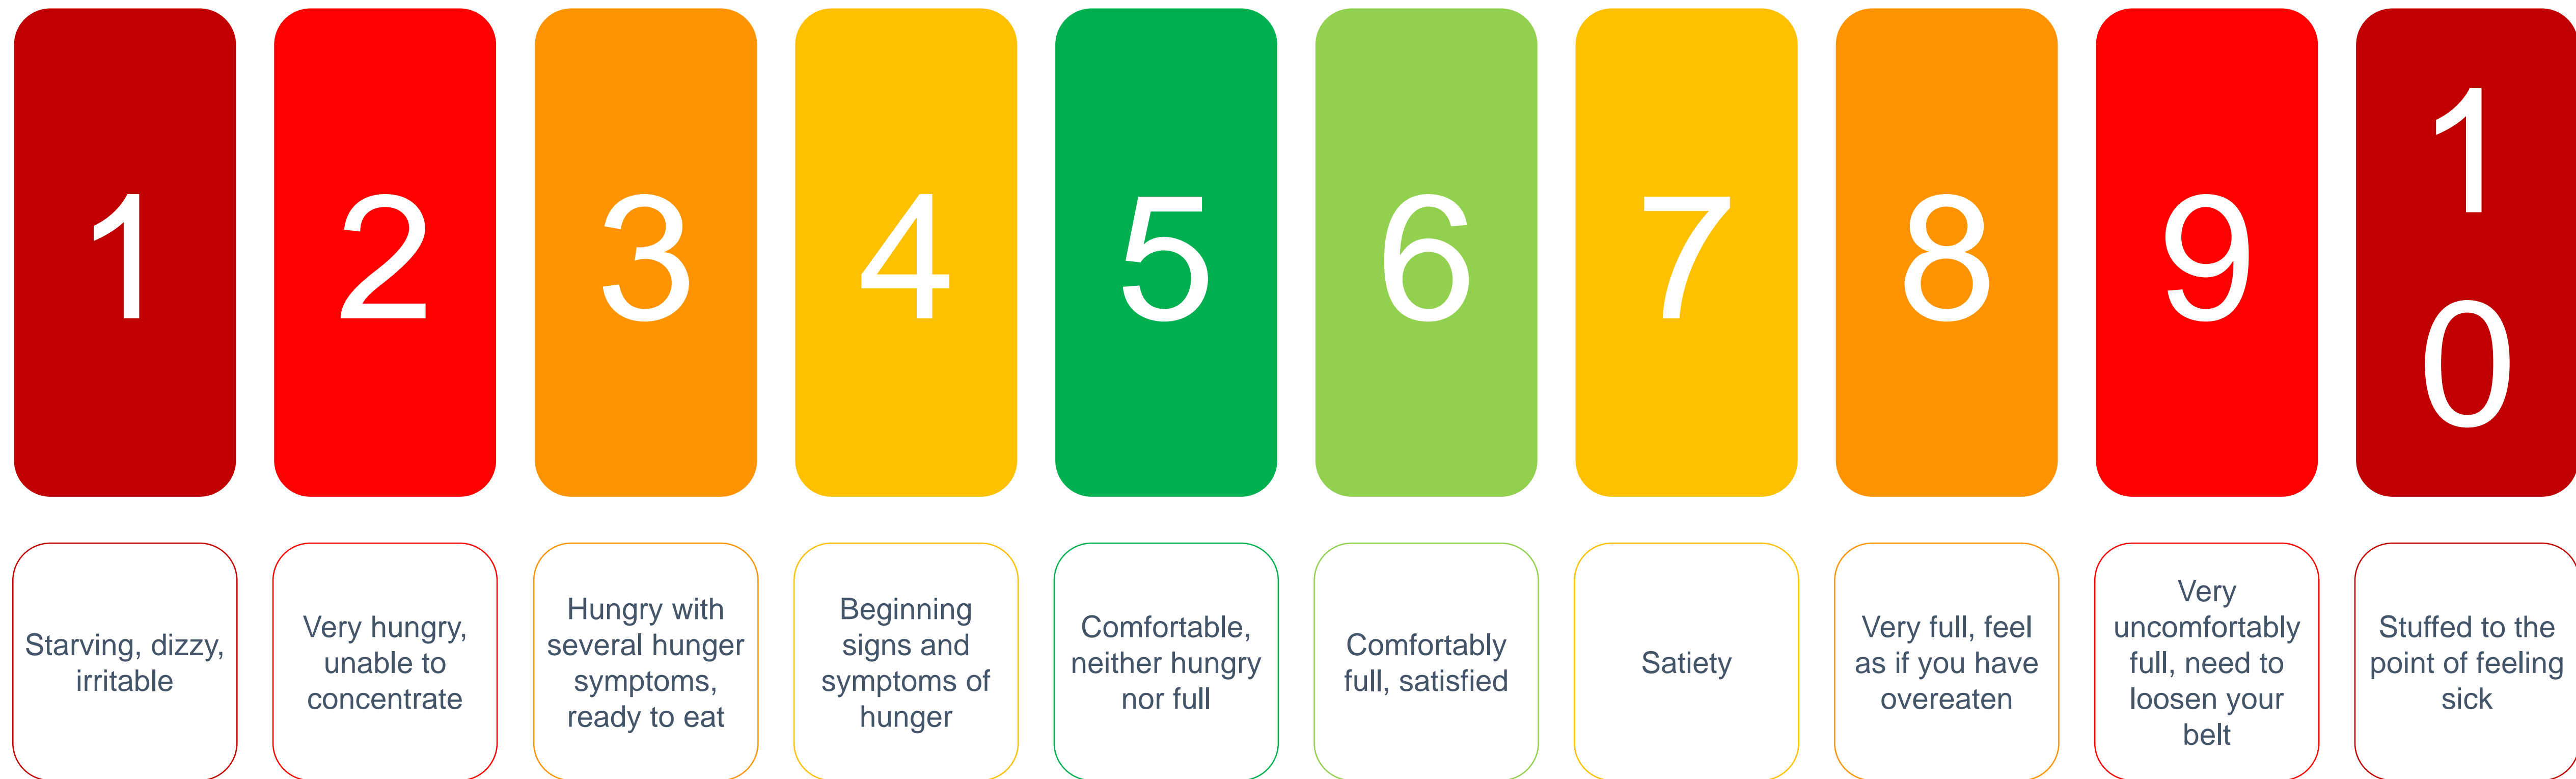 1
2
3
4
5
6
7
8
9
1
0
Starving, dizzy,
irritable
Very hungry,
unable to
concentrate
Hungry with
several hunger
symptoms,
ready to eat
Beginning
signs and
symptoms of
hunger
Comfortable,
neither hungry
nor full
Comfortably
full, satisfied
Satiety
Very full, feel
as if you have
overeaten
Very
uncomfortably
full, need to
loosen your
belt
Stuffed to the
point of feeling
sick